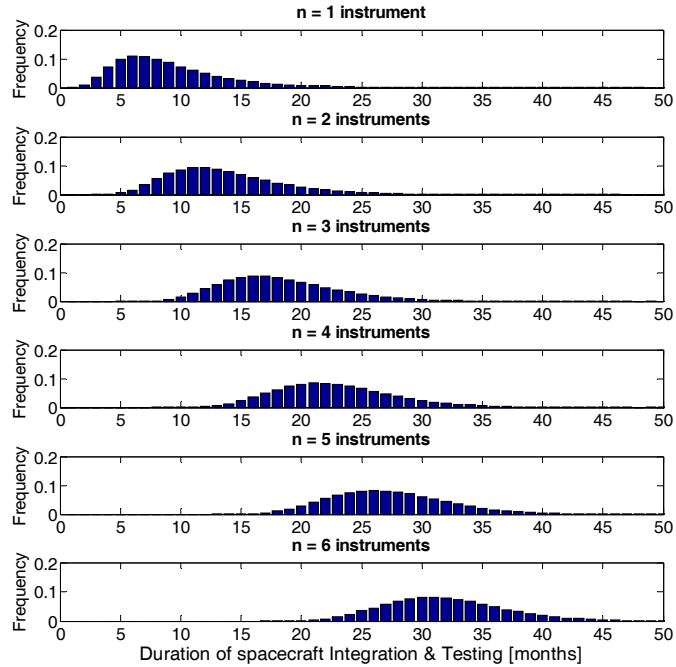 n = 1 instrument
Frequency
0.2
0.1
0
0 5 10 15 20 25 30 35 40 45 50
n = 2 instruments
Frequency
0.2
0.1
0
0 5 10 15 20 25 30 35 40 45 50
n = 3 instruments
Frequency
0.2
0.1
0
0 5 10 15 20 25 30 35 40 45 50
n = 4 instruments
Frequency
0.2
0.1
0
0 5 10 15 20 25 30 35 40 45 50
n = 5 instruments
Frequency
0.2
0.1
0
0 5 10 15 20 25 30 35 40 45 50
n = 6 instruments
Frequency
0.2
0.1
0
0 5 10 15 20 25 30 35 40 45 50
Duration of spacecraft Integration & Testing [months]